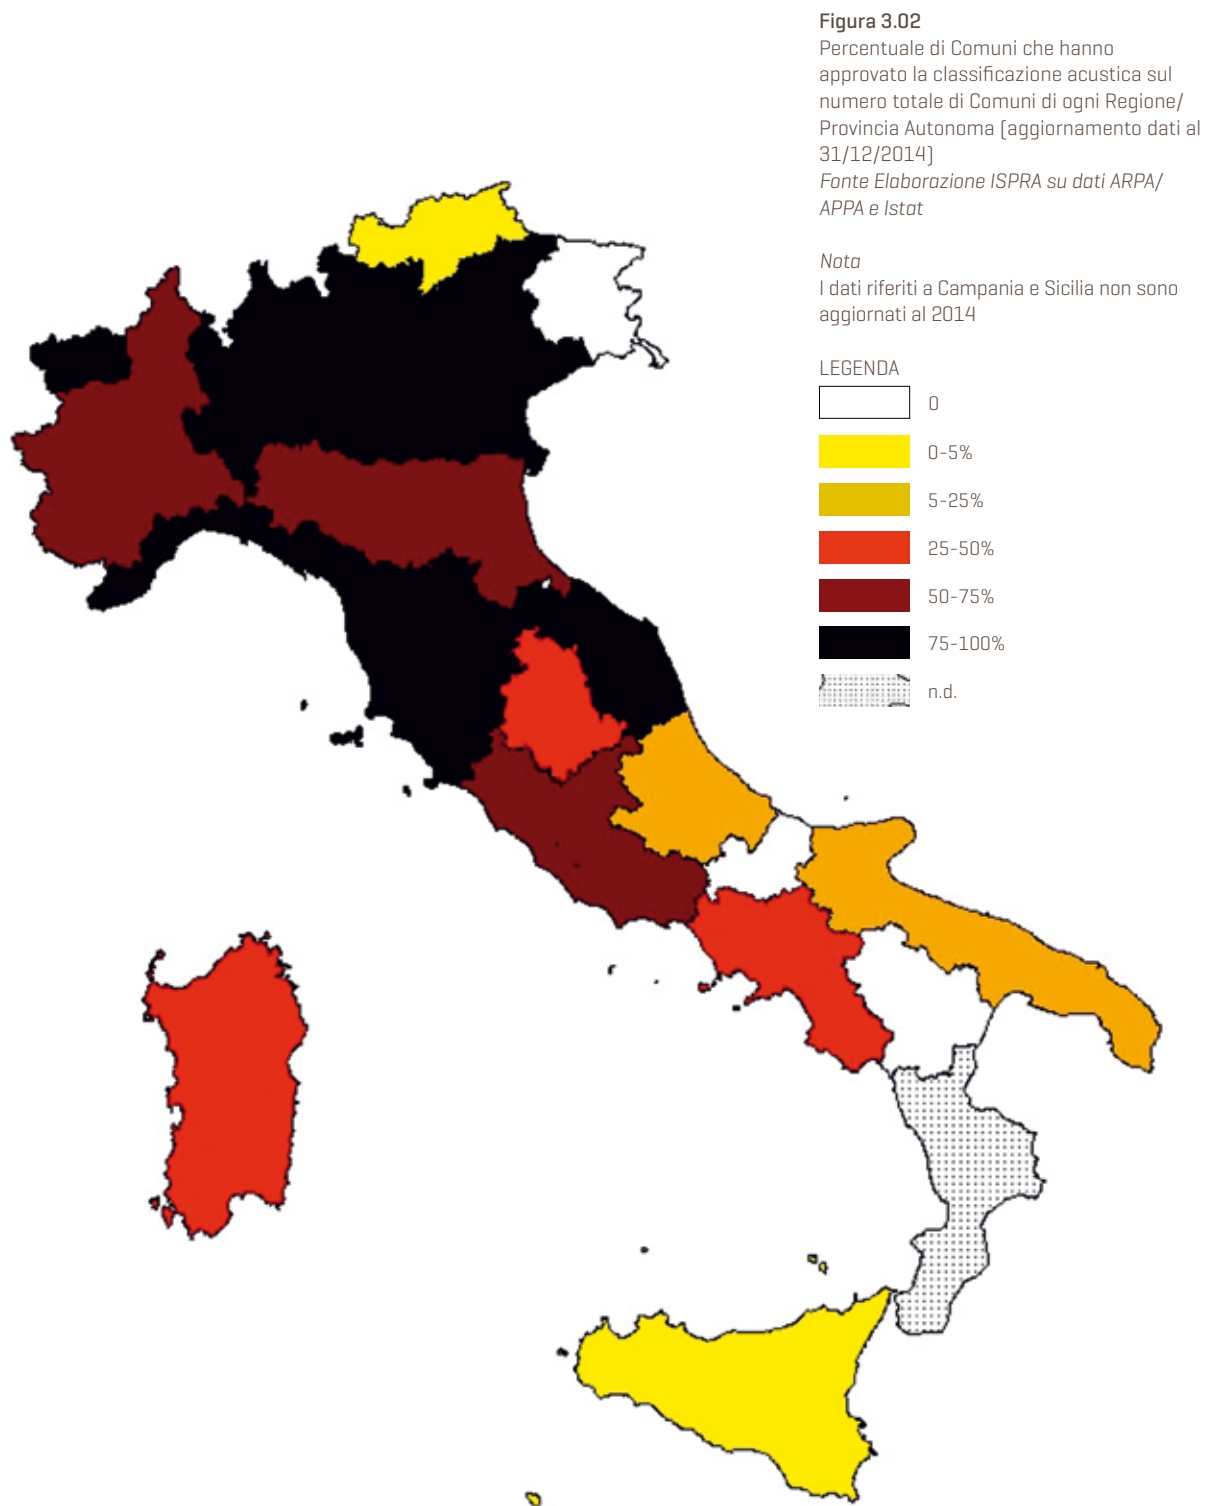 Figura 3.02
Percentuale di Comuni che hanno
approvato la classificazione acustica sul
numero totale di Comuni di ogni Regione/
Provincia Autonoma (aggiornamento dati al
31/12/2014)
Fonte Elaborazione ISPRA su dati ARPA/
APPA e Istat
Nota
I dati riferiti a Campania e Sicilia non sono
aggiornati al 2014
LEGENDA
0
0-5%
5-25%
25-50%
50-75%
75-100%
n.d.